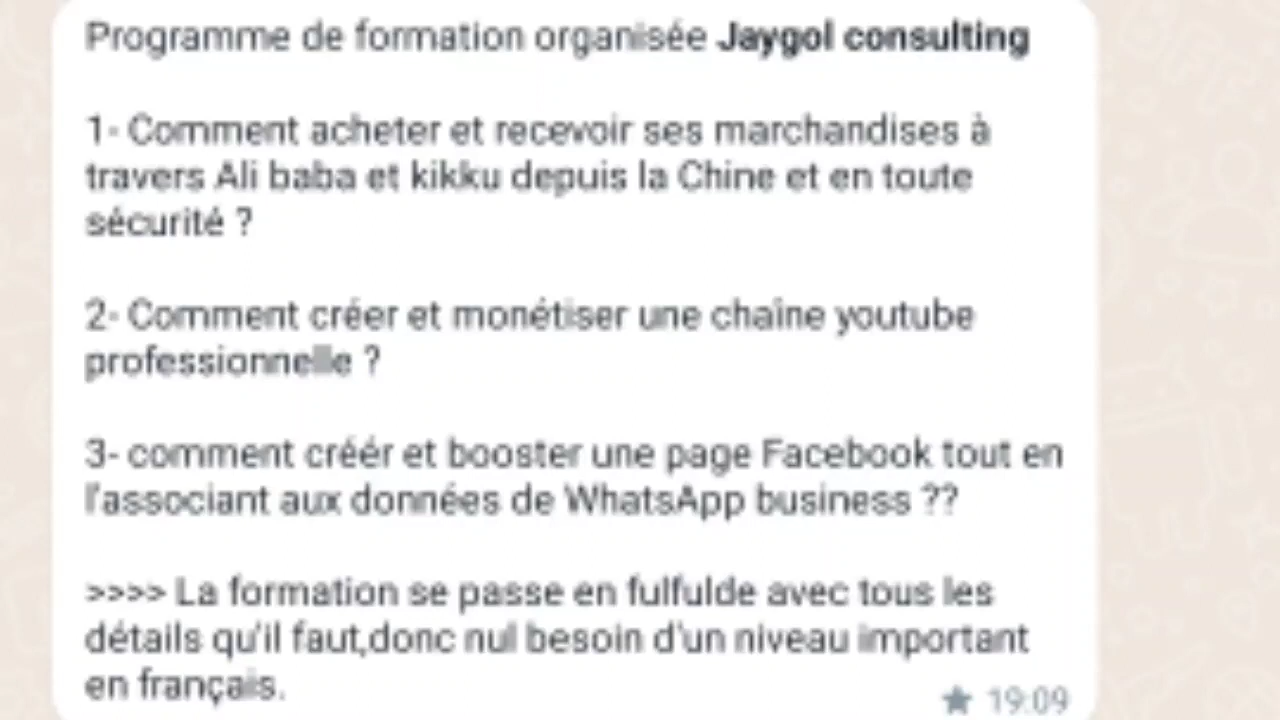 Programme de formation organisée Jaygol consulting
1- Comment acheter et recevoir ses marchandises à
travers Ali baba et kikku depuis la Chine et en toute
sécurité ?
2- Comment créer et monétiser une chaîne youtube
professionnelle ?
3- comment créér et booster une page Facebook tout en
l'associant aux données de WhatsApp business ??
>>>> La formation se passe en fulfulde avec tous les
détails qu'il faut,donc nul besoin d'un niveau important
en français.
19:09